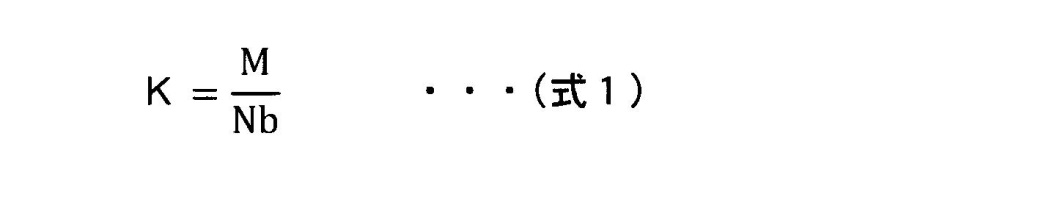 K = M/Nb ・・・(式1)